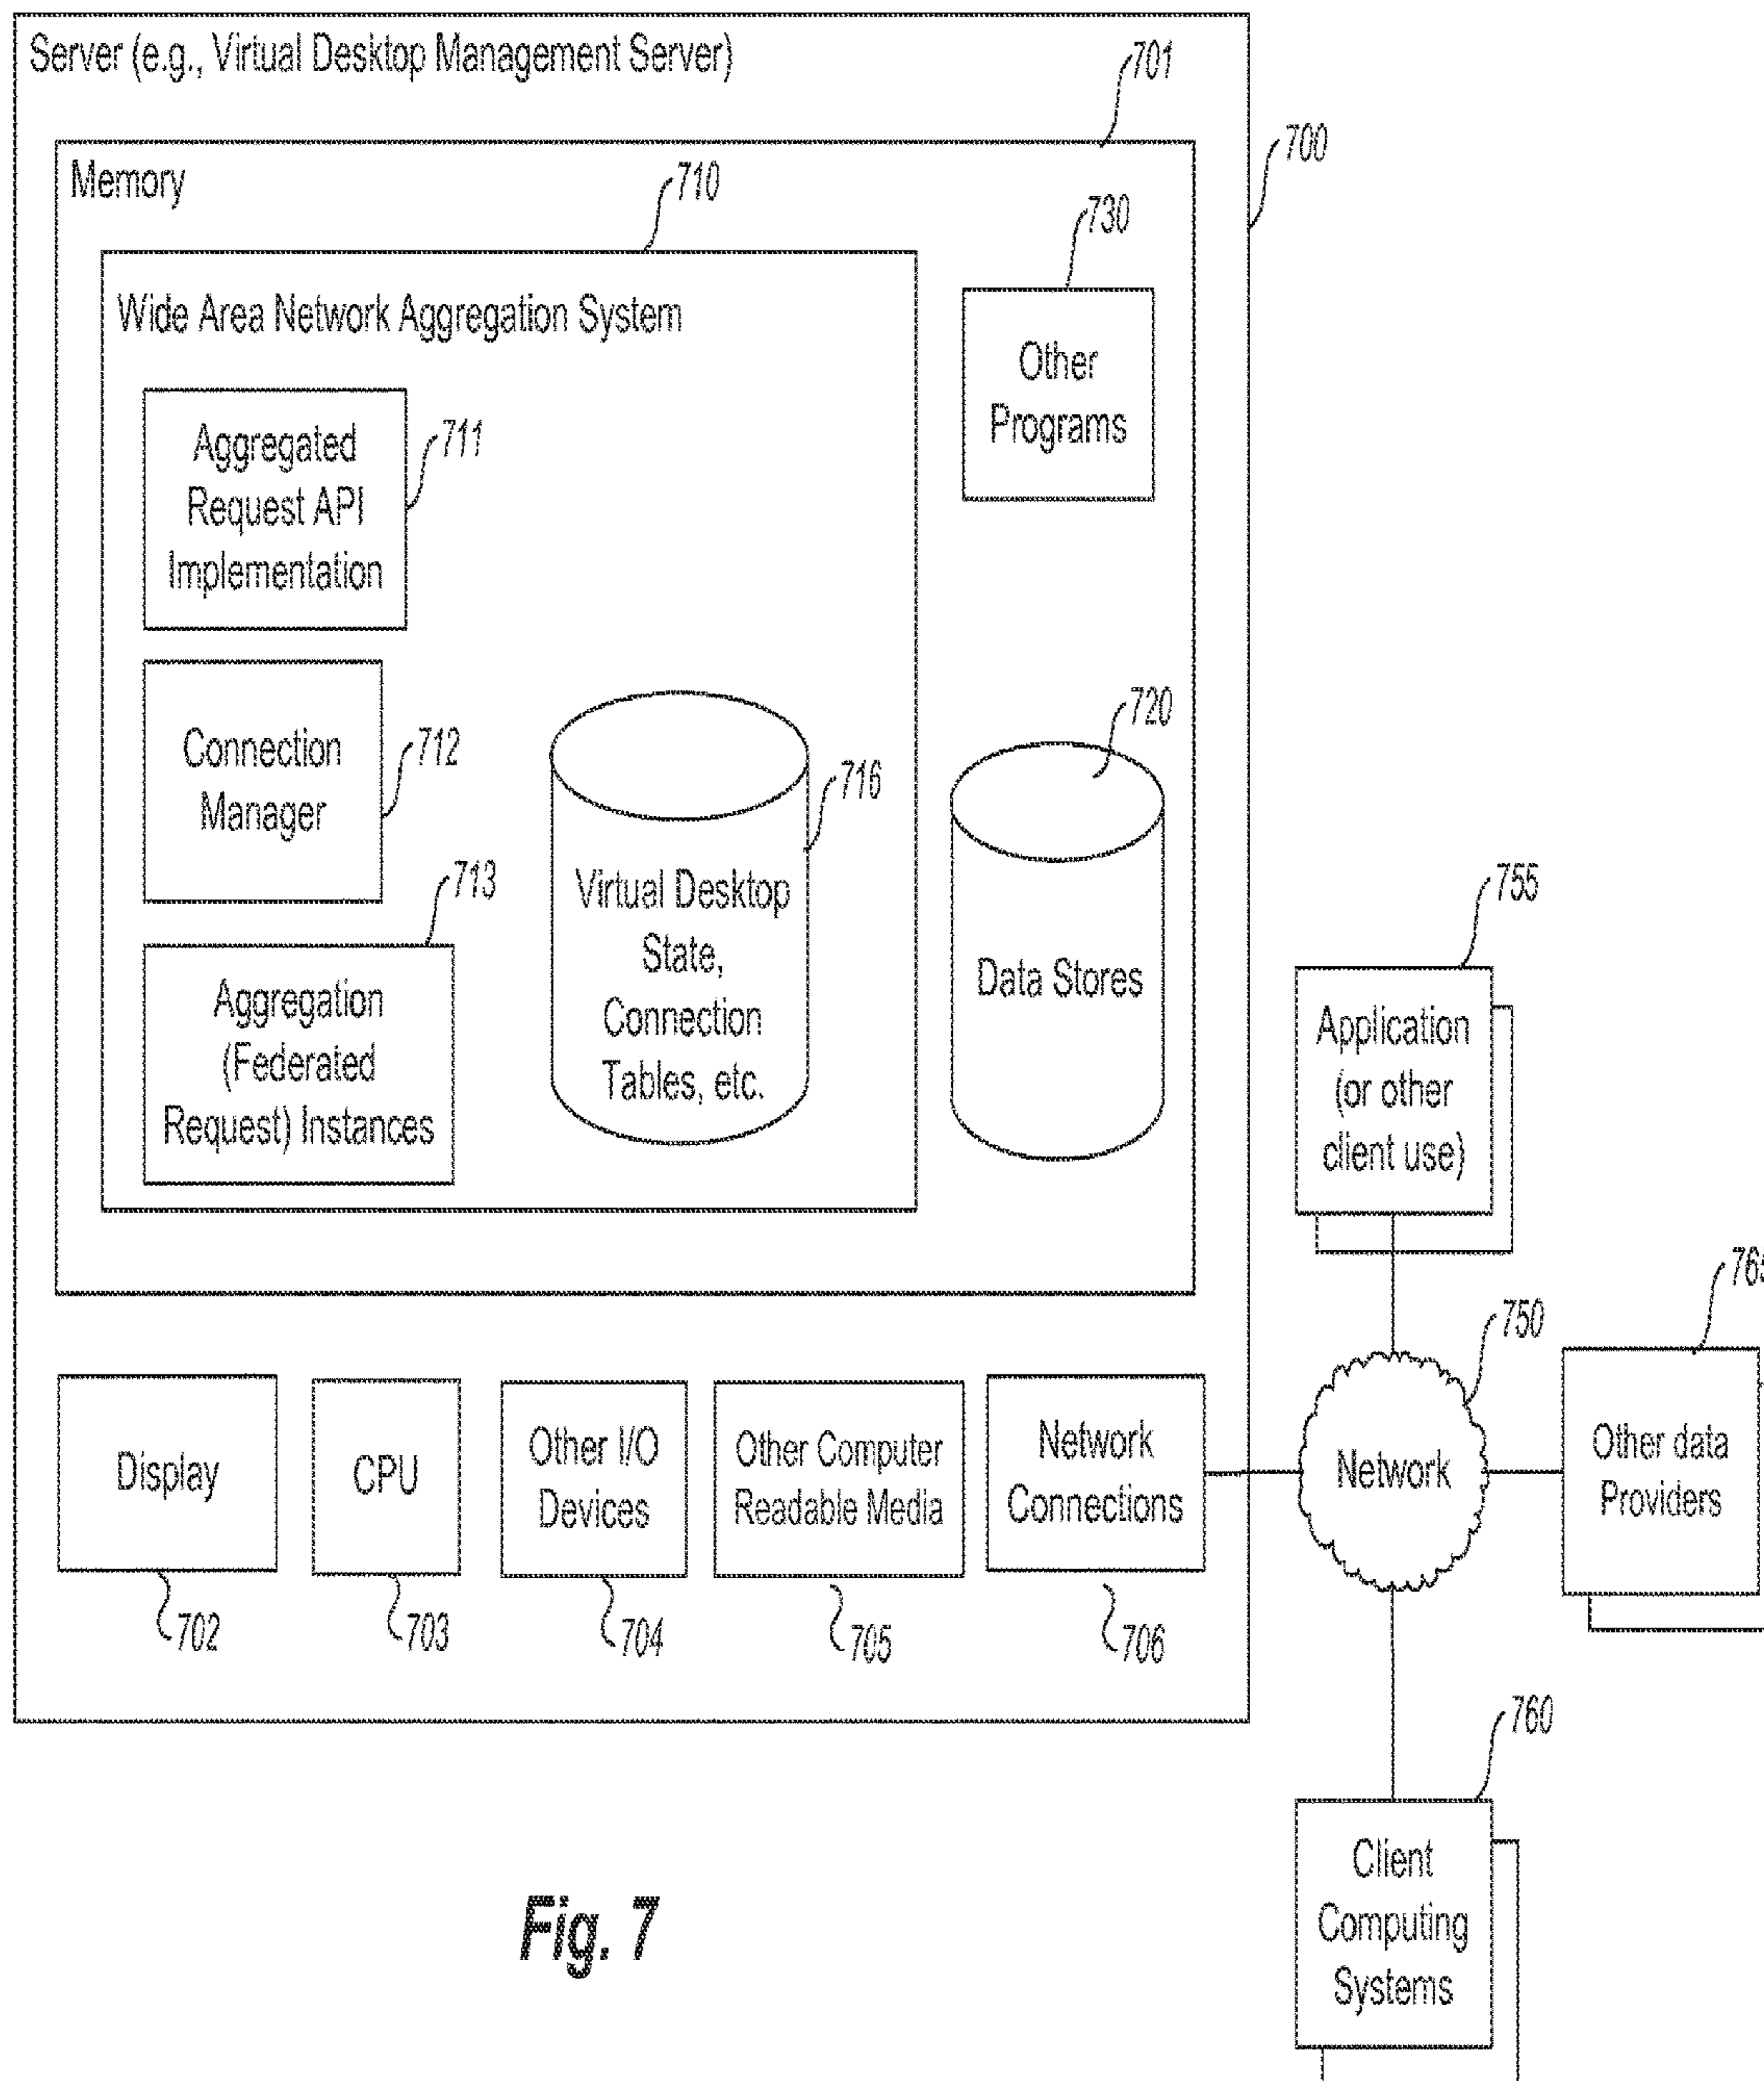 Server (e.g., Virtual Desktop Management Server)
701
700
Memory
710
730
Wide Area Network Aggregation System
Other
Programs
Aggregated
Request API
Implementation
711
Connection
Manager
712
720
716
Virtual Desktop
State,
Connection
Tables, etc.
Data Stores
713
Aggregation
(Federated
Request) Instances
755
Application
(or other
client use)
765
750
Display
CPU
Other I/O
Devices
Other Computer
Readable Media
Network
Connections
Network
Other data
Providers
702
703
704
705
706
760
Client
Computing
Systems
Fig. 7